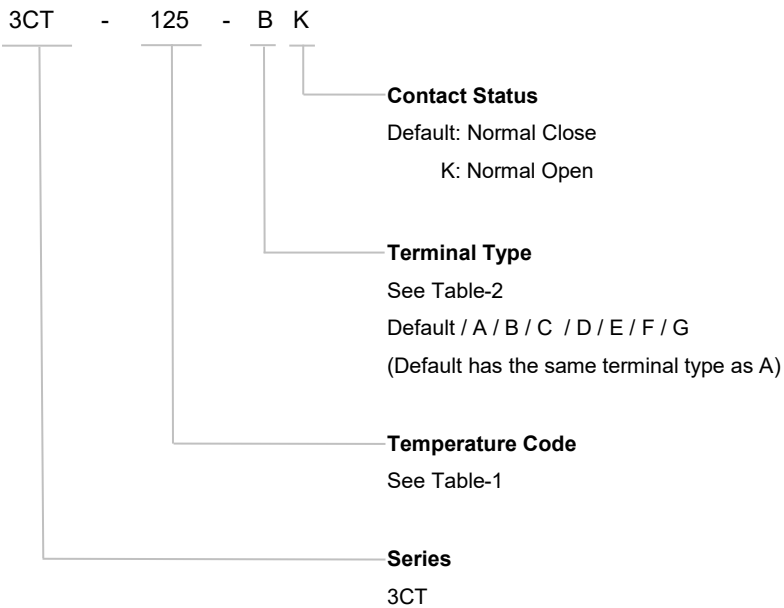 3CT - 125 - B K
Contact Status
Default: Normal Close
K: Normal Open
Terminal Type
See Table-2
Default / A / B / C / D / E / F / G
(Default has the same terminal type as A)
Temperature Code
See Table-1
Series
3CT